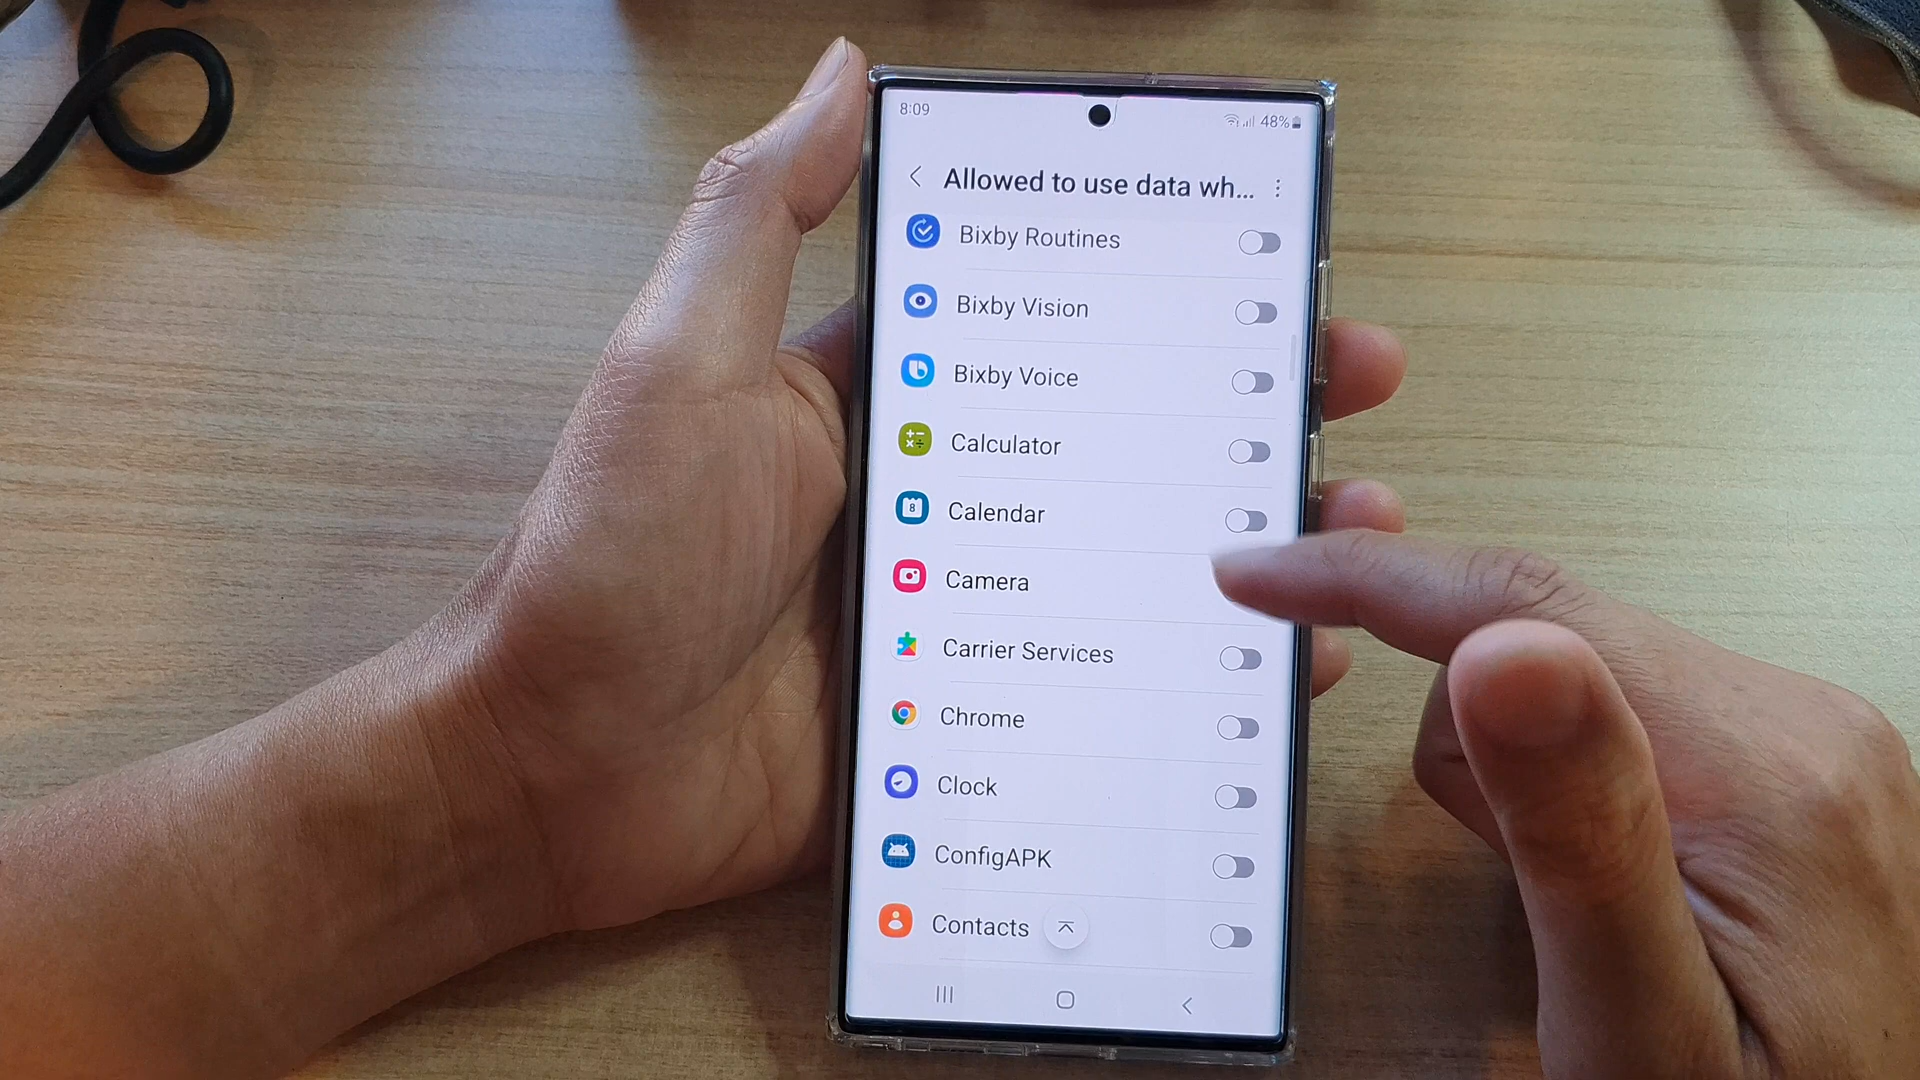 8:09
48%
Allowed to use data wh...
Bixby Routines
Bixby Vision
Bixby Voice
Calculator
8
Calendar
Camera
Carrier Services
Chrome
Clock
ConfigAPK
Contacts